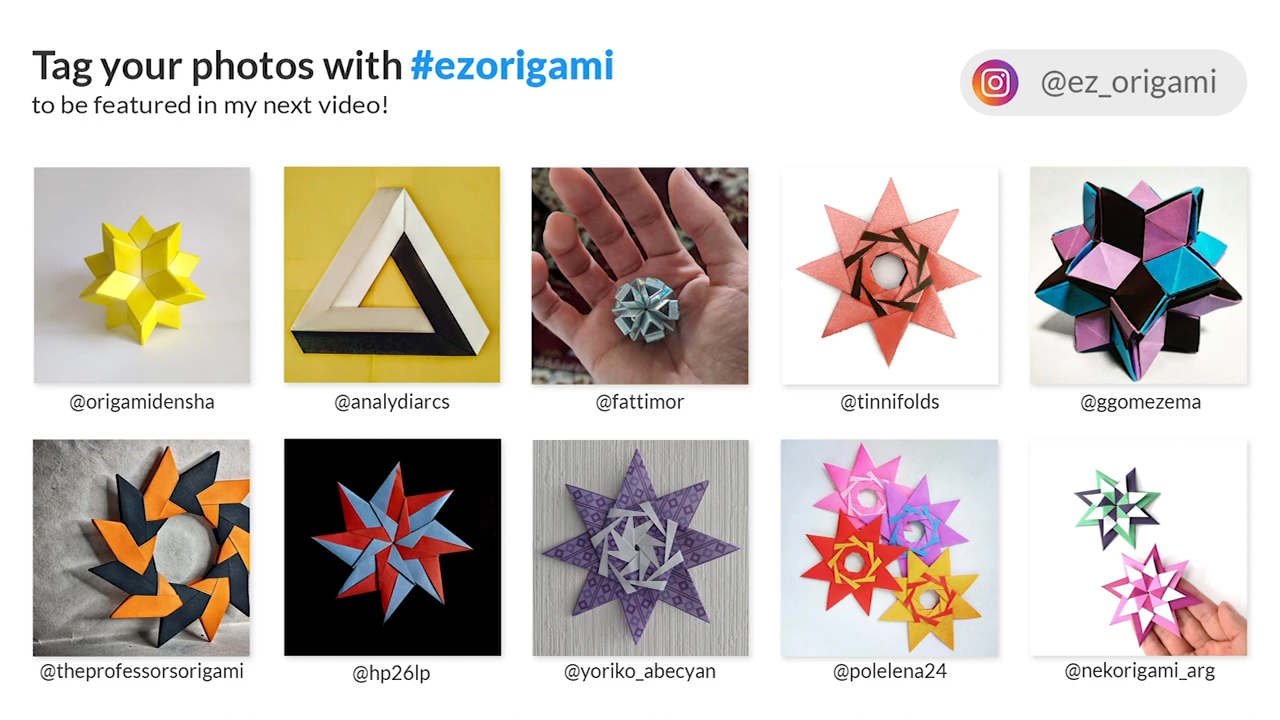 Tag your photos with #ezorigami
to be featured in my next video!
@ez_origami
@origamidensha
@analydiarcs
@fattimor
@tinnifolds
@ggomezema
@theprofessorsorigami
@hp26lp
@yoriko_abecyan
@polelena24
@nekorigami_arg